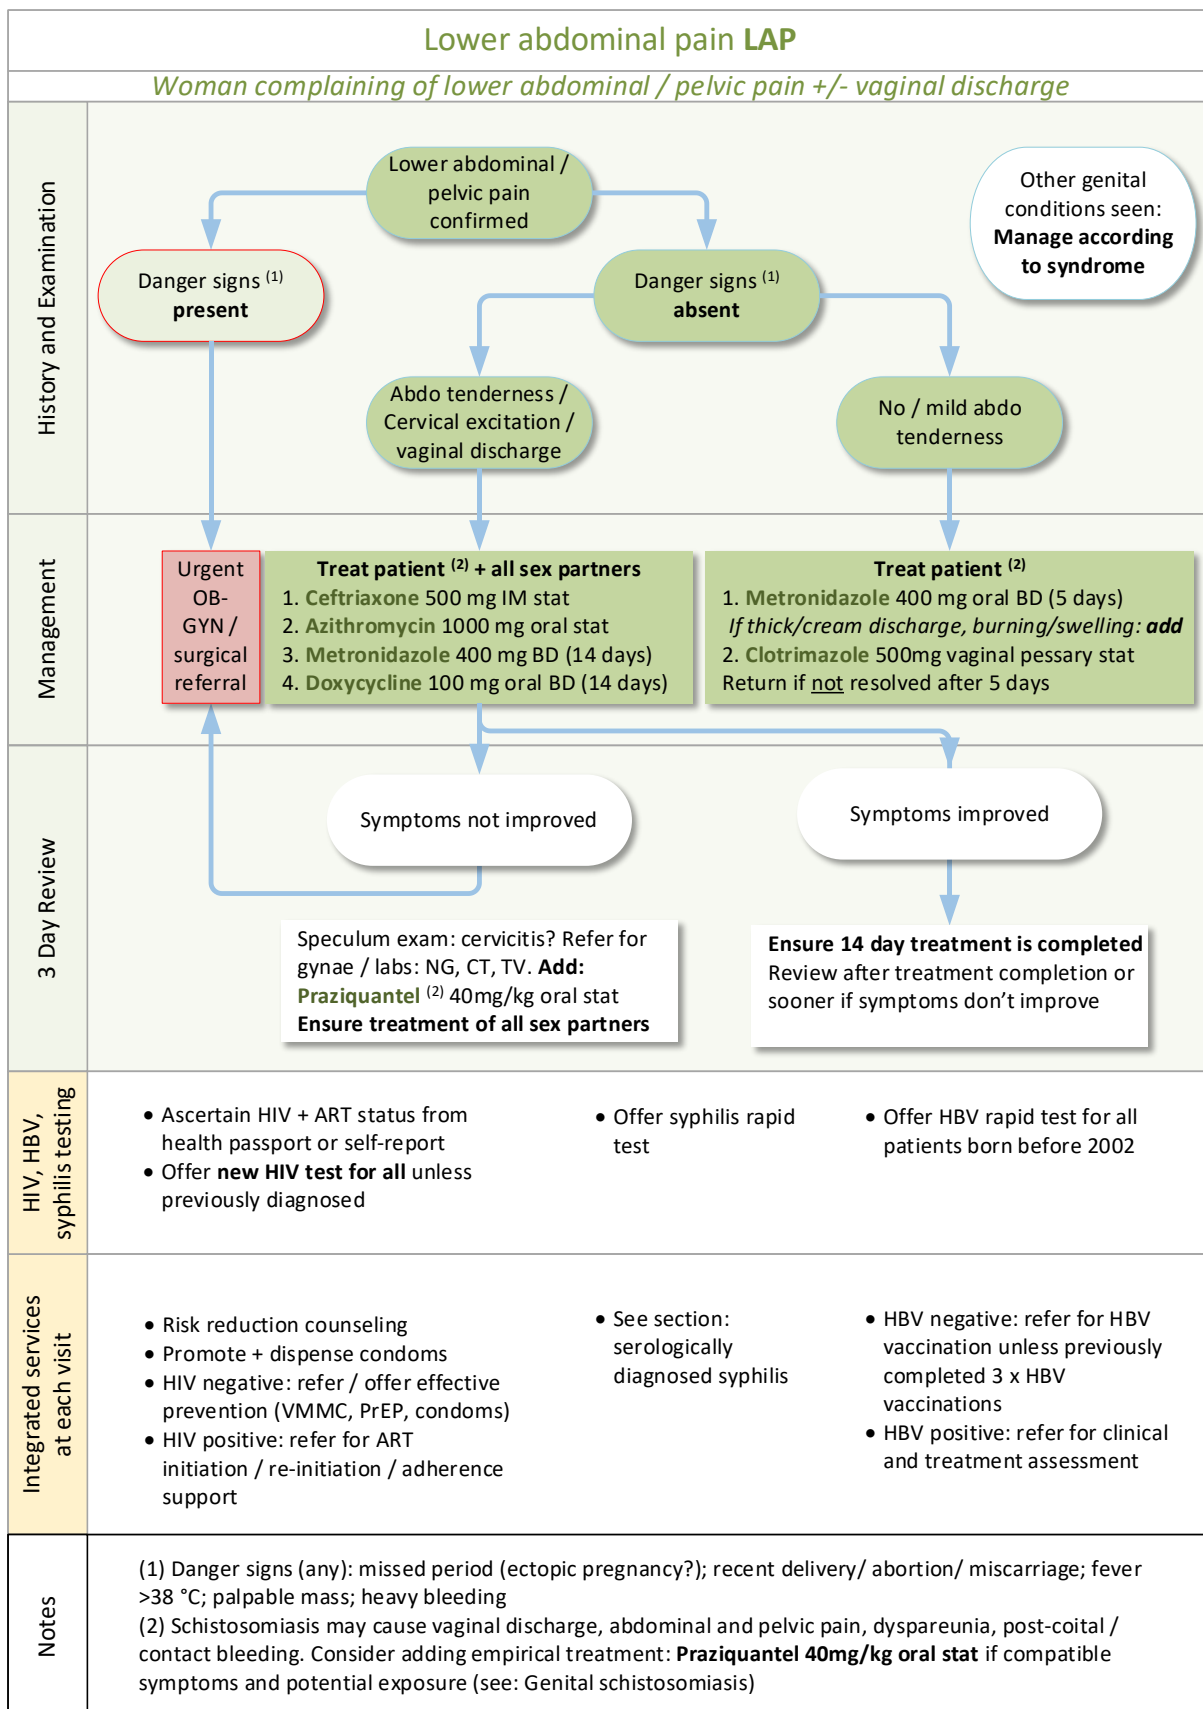 Lower abdominal pain LAP
Woman complaining of lower abdominal / pelvic pain +/- vaginal discharge
History and Examination
Lower abdominal /
pelvic pain
confirmed
Other genital
conditions seen:
Manage according
to syndrome
Danger signs (1)
present
Danger signs (1)
absent
Abdo tenderness /
Cervical excitation /
vaginal discharge
No / mild abdo
tenderness
Management
Urgent
OB-
GYN /
surgical
referral
Treat patient (2) + all sex partners
1. Ceftriaxone 500 mg IM stat
2. Azithromycin 1000 mg oral stat
3. Metronidazole 400 mg BD (14 days)
4. Doxycycline 100 mg oral BD (14 days)
Treat patient (2)
1. Metronidazole 400 mg oral BD (5 days)
If thick/cream discharge, burning/swelling: add
2. Clotrimazole 500mg vaginal pessary stat
Return if not resolved after 5 days
3 Day Review
Symptoms not improved
Symptoms improved
Speculum exam: cervicitis? Refer for
gynae / labs: NG, CT, TV. Add:
Praziquantel (2) 40mg/kg oral stat
Ensure treatment of all sex partners
Ensure 14 day treatment is completed
Review after treatment completion or
sooner if symptoms don't improve
HIV, HBV,
syphilis testing
• Ascertain HIV + ART status from
health passport or self-report
• Offer new HIV test for all unless
previously diagnosed
• Offer syphilis rapid
test
• Offer HBV rapid test for all
patients born before 2002
Integrated services
at each visit
• Risk reduction counseling
• Promote + dispense condoms
• HIV negative: refer / offer effective
prevention (VMMC, PrEP, condoms)
• HIV positive: refer for ART
initiation / re-initiation / adherence
support
• See section:
serologically
diagnosed syphilis
• HBV negative: refer for HBV
vaccination unless previously
completed 3 x HBV
vaccinations
• HBV positive: refer for clinical
and treatment assessment
Notes
(1) Danger signs (any): missed period (ectopic pregnancy?); recent delivery/ abortion/ miscarriage; fever
>38 °C; palpable mass; heavy bleeding
(2) Schistosomiasis may cause vaginal discharge, abdominal and pelvic pain, dyspareunia, post-coital /
contact bleeding. Consider adding empirical treatment: Praziquantel 40mg/kg oral stat if compatible
symptoms and potential exposure (see: Genital schistosomiasis)